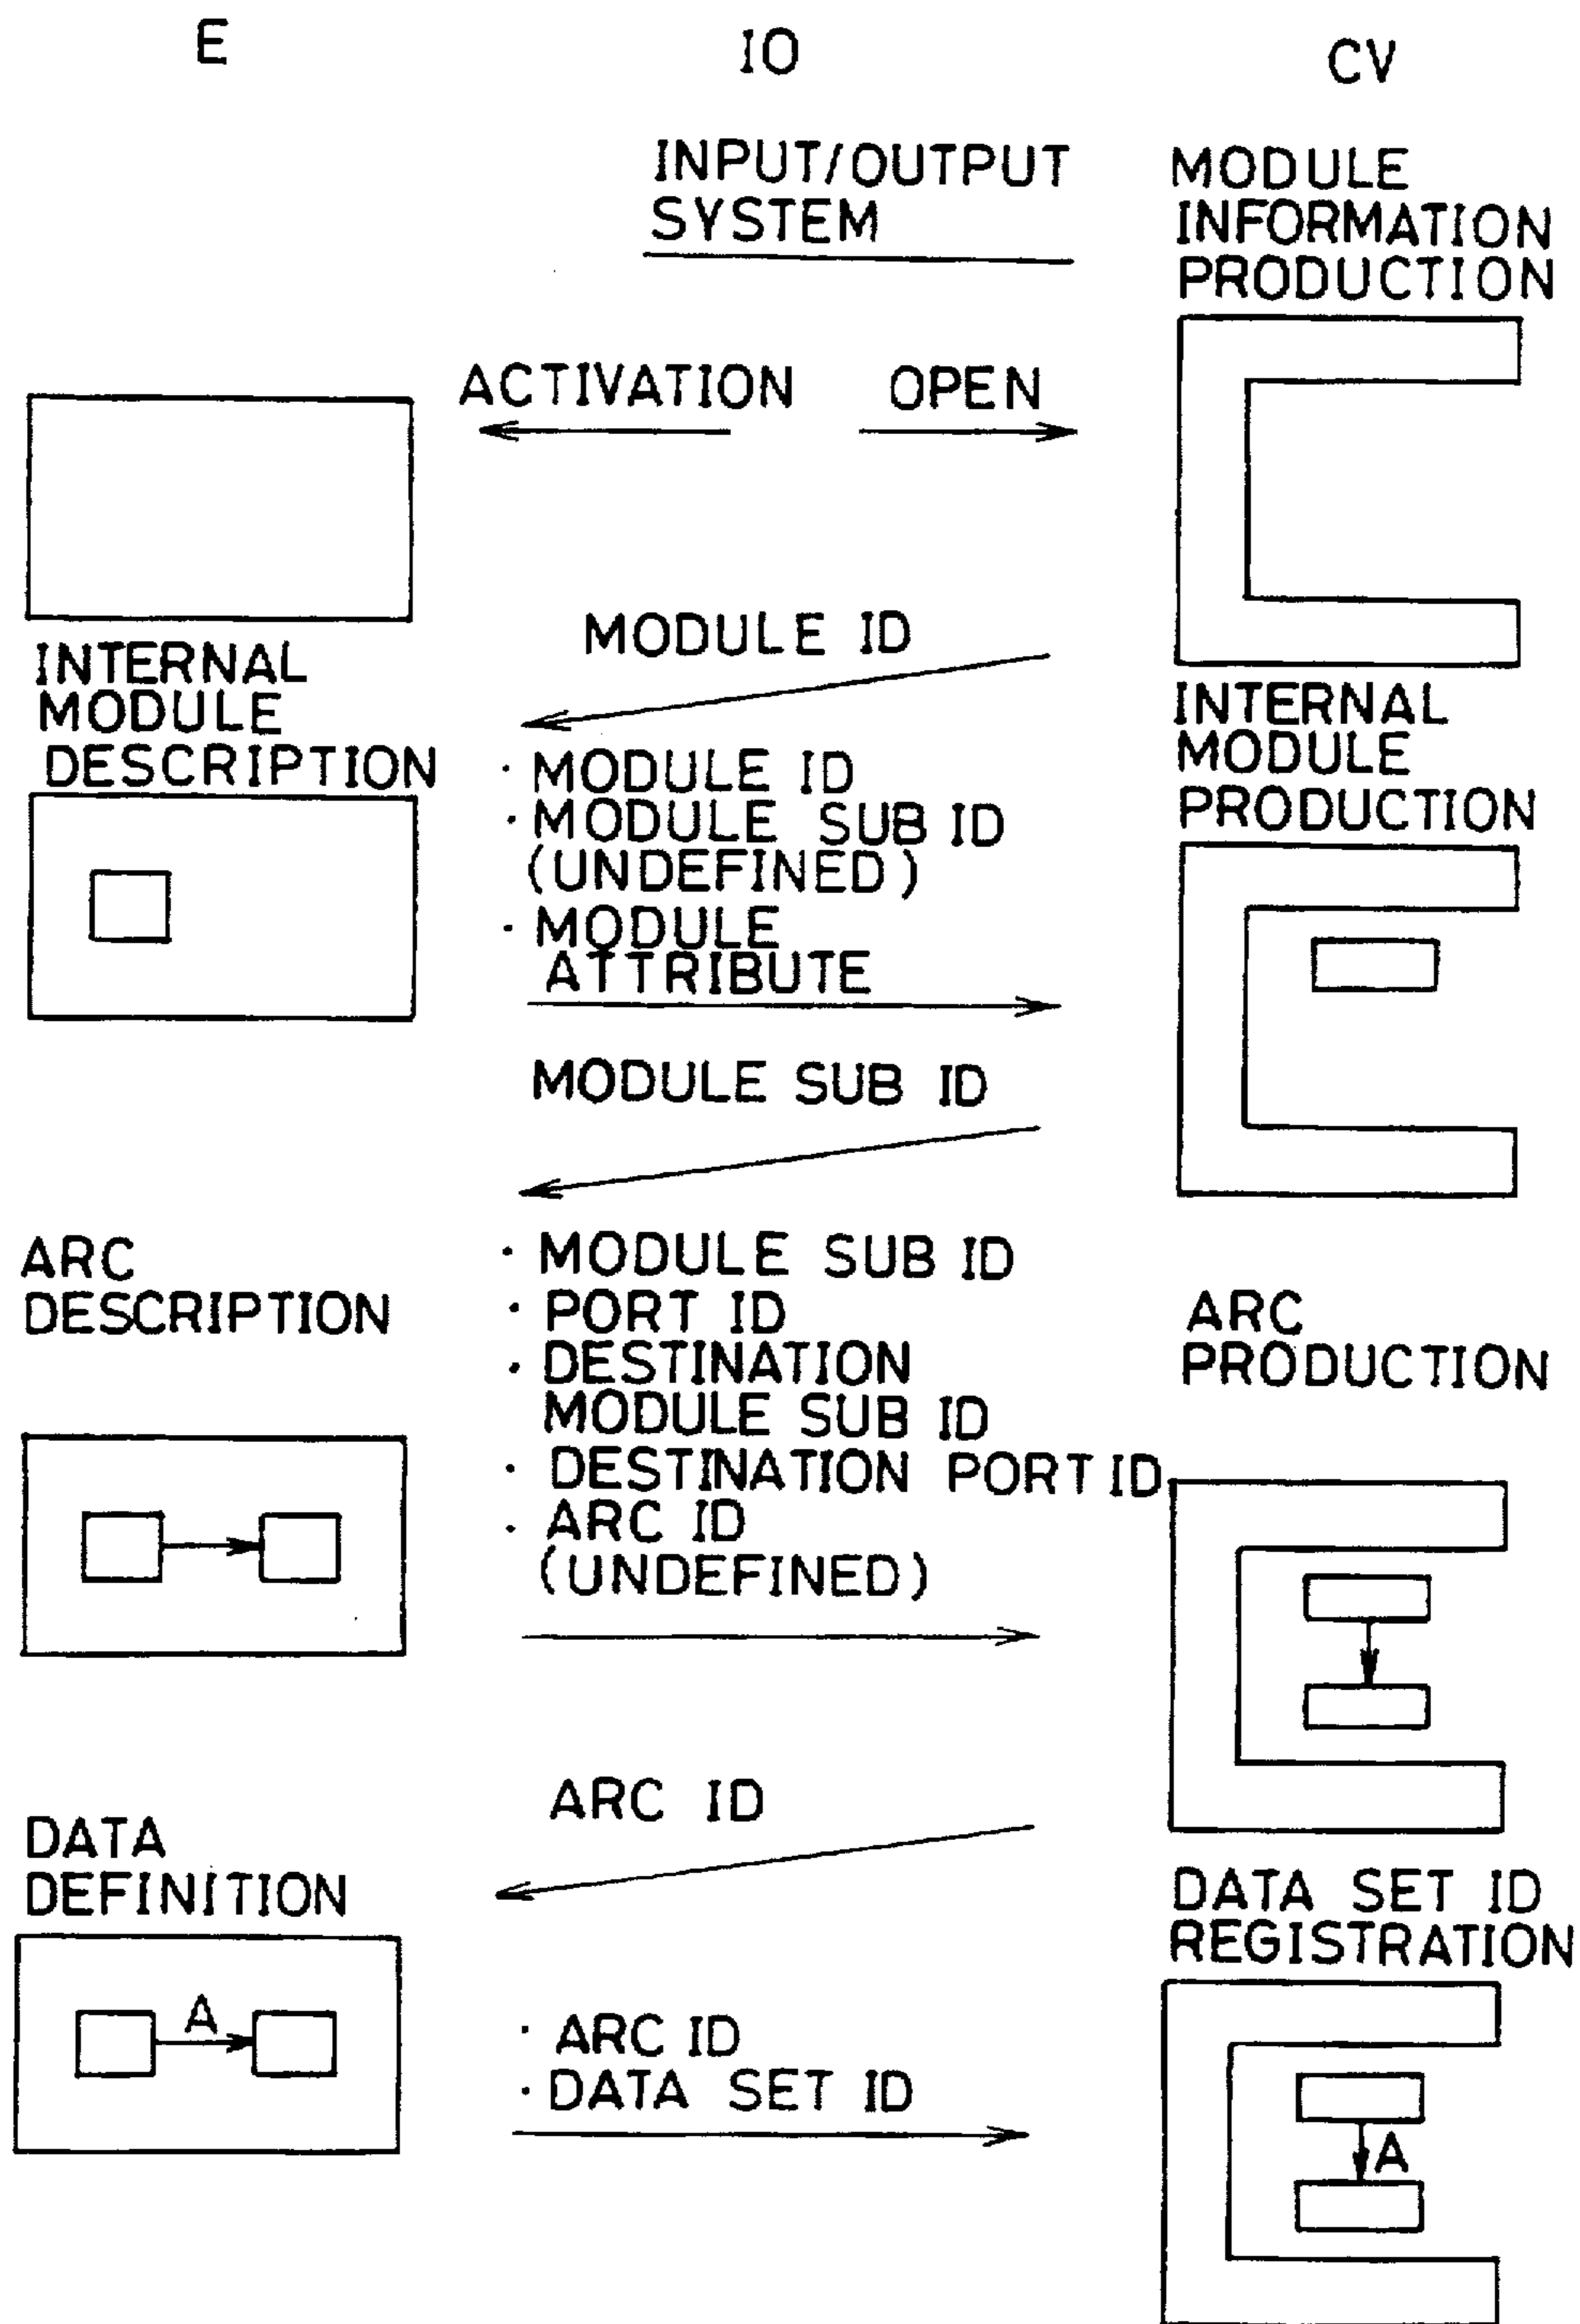 E
IO
CV
INPUT/OUTPUT
SYSTEM
MODULE
INFORMATION
PRODUCTION
ACTIVATION
OPEN
MODULE ID
INTERNAL
MODULE
DESCRIPTION
· MODULE ID
· MODULE SUB ID
(UNDEFINED)
· MODULE
ATTRIBUTE
INTERNAL
MODULE
PRODUCTION
MODULE SUB ID
ARC
DESCRIPTION
· MODULE SUB ID
· PORT ID
· DESTINATION
MODULE SUB ID
· DESTINATION PORT ID
· ARC ID
(UNDEFINED)
ARC
PRODUCTION
ARC ID
DATA
DEFINITION
A
· ARC ID
· DATA SET ID
DATA SET ID
REGISTRATION
A